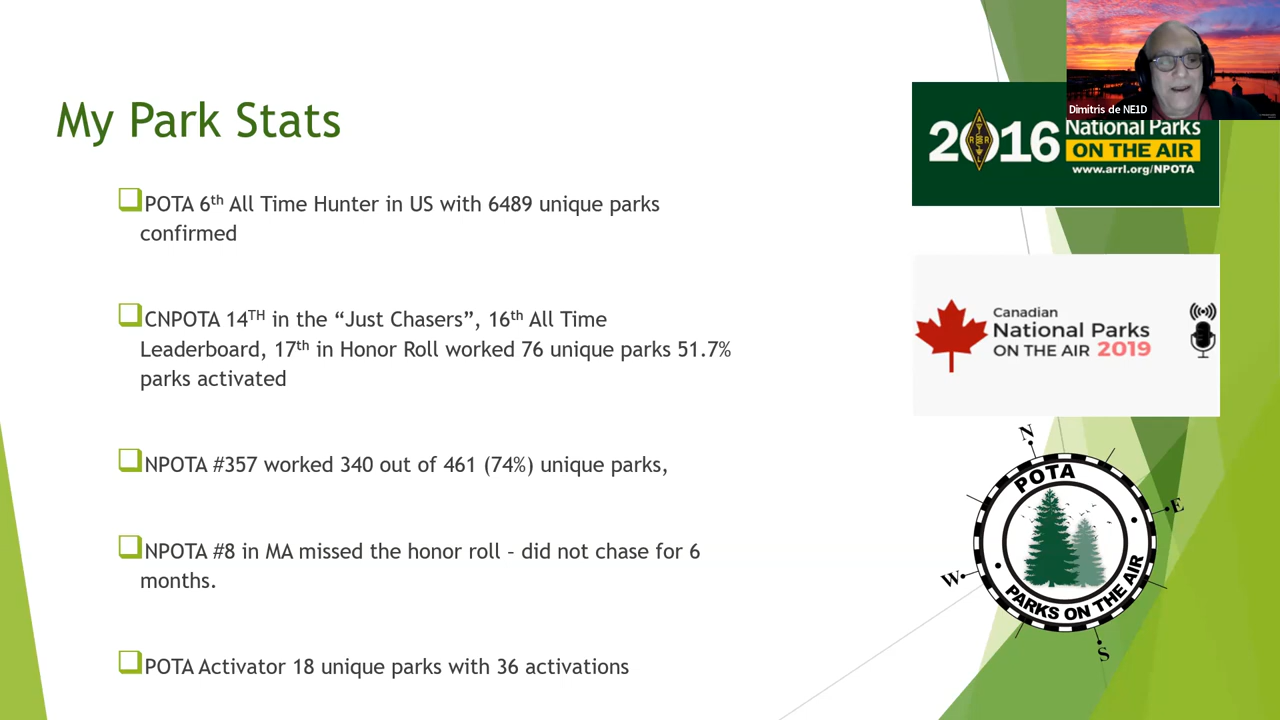 My Park Stats
POTA 6th All Time Hunter in US with 6489 unique parks
confirmed
CNPOTA 14TH in the “Just Chasers”, 16th All Time
Leaderboard, 17th in Honor Roll worked 76 unique parks 51.7%
parks activated
NPOTA #357 worked 340 out of 461 (74%) unique parks,
NPOTA #8 in MA missed the honor roll – did not chase for 6
months.
POTA Activator 18 unique parks with 36 activations
Dimitris de NE1D
2016 National Parks
ON THE AIR
www.arrl.org/NPOTA
Canadian
National Parks
ON THE AIR 2019
N
POTA
E
W
PARKS ON THE AIR
S